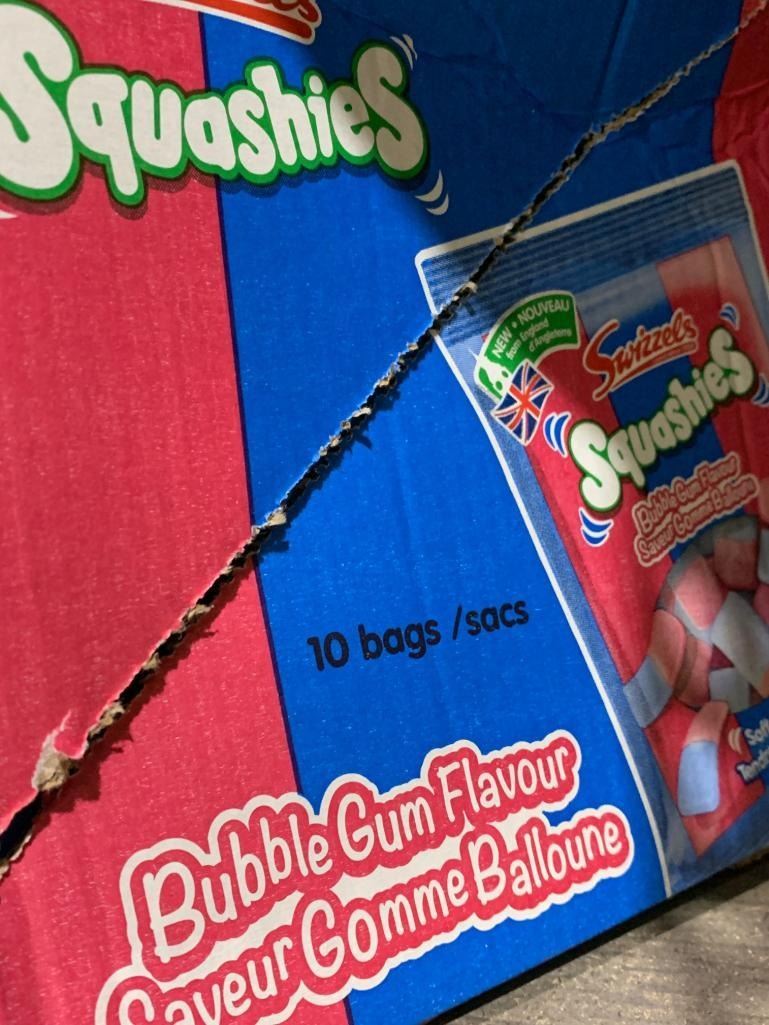 Squashies
NEW • NOUVEAU
from England
d'Angleterre
Swizzels
Squashies
Bubble Gum Flavour
Saveur Gomme Balloune
10 bags /sacs
Bubble Gum Flavour
Saveur Gomme Balloune